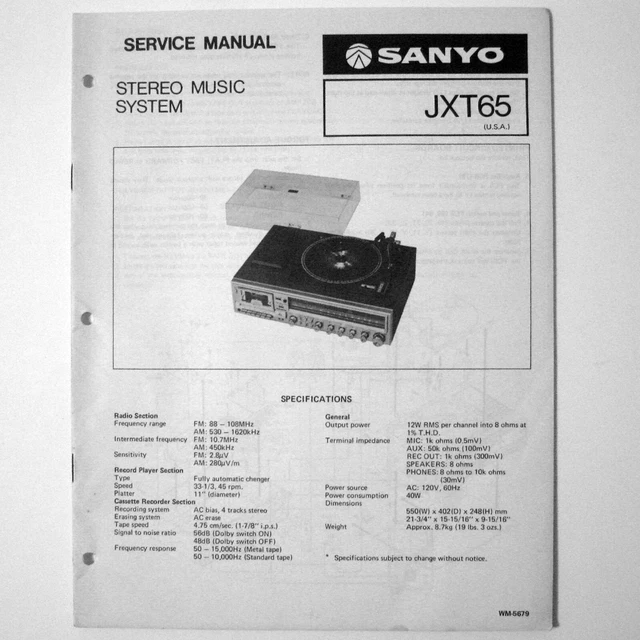 SERVICE MANUAL
STEREO MUSIC
SYSTEM
SANYO
JXT65
(U.S.A.)
SPECIFICATIONS
Radio Section
Frequency range FM: 88 – 108MHz
AM: 530 – 1620kHz
Intermediate frequency FM: 10.7MHz
AM: 450kHz
Sensitivity FM: 2.8µV
AM: 280µV/m
Record Player Section
Type Fully automatic changer
Speed 33-1/3, 45 rpm.
Platter 11" (diameter)
Cassette Recorder Section
Recording system AC bias, 4 tracks stereo
Erasing system AC erase
Tape speed 4.75 cm/sec. (1-7/8" i.p.s.)
Signal to noise ratio 56dB (Dolby switch ON)
48dB (Dolby switch OFF)
Frequency response 50 – 15,000Hz (Metal tape)
50 – 10,000Hz (Standard tape)
General
Output power 12W RMS per channel into 8 ohms at
1% T.H.D.
Terminal impedance MIC: 1k ohms (0.5mV)
AUX: 50k ohms (100mV)
REC OUT: 1k ohms (300mV)
SPEAKERS: 8 ohms
PHONES: 8 ohms to 10k ohms
(30mV)
Power source AC: 120V, 60Hz
Power consumption 40W
Dimensions
550(W) x 402(D) x 248(H) mm
21-3/4" x 15-15/16" x 9-15/16"
Weight Approx. 8.7kg (19 lbs. 3 ozs.)
* Specifications subject to change without notice.
WM-5679